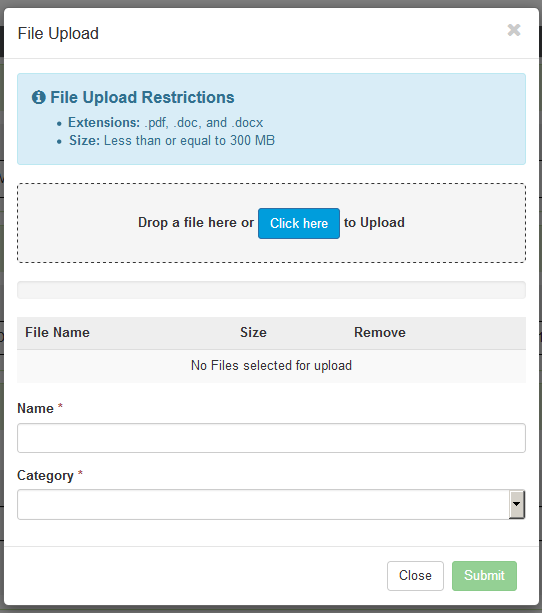 File Upload
×
File Upload Restrictions
• Extensions: .pdf, .doc, and .docx
• Size: Less than or equal to 300 MB
Drop a file here or Click here to Upload
File Name Size Remove
No Files selected for upload
Name *
Category *
Close Submit